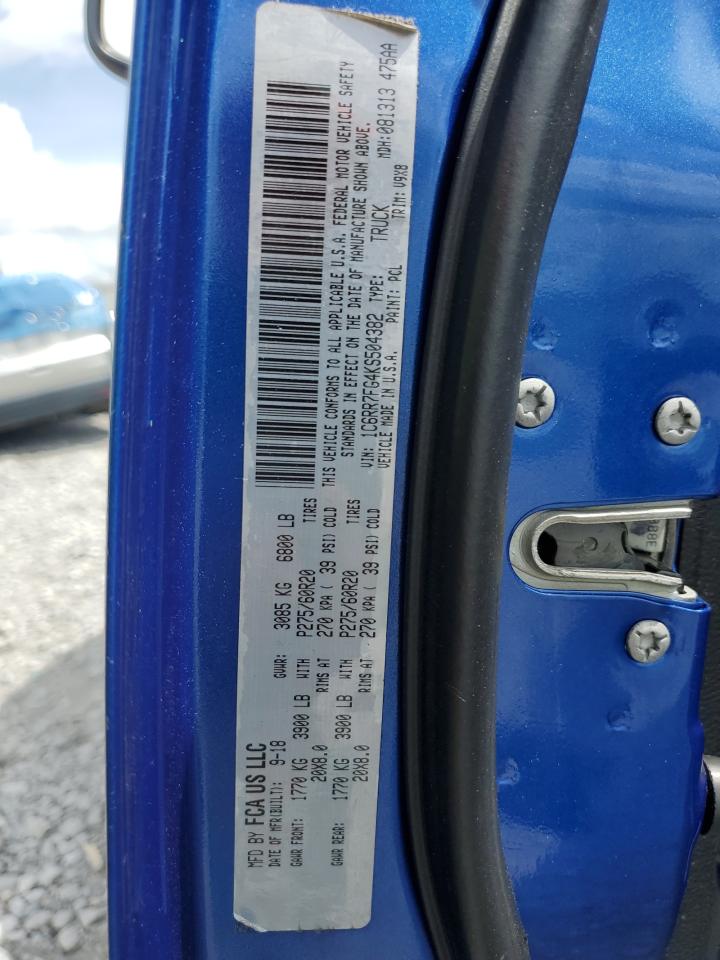 MFD BY FCA US LLC
DATE OF MFR(BUILT): 9-18 GVWR: 3085 KG 6800 LB
GAWR FRONT: 1770 KG 3900 LB WITH P275/60R20 TIRES
20X8.0 RIMS AT 270 KPA ( 39 PSI) COLD
GAWR REAR: 1770 KG 3900 LB WITH P275/60R20 TIRES
20X8.0 RIMS AT 270 KPA ( 39 PSI) COLD
THIS VEHICLE CONFORMS TO ALL APPLICABLE U.S.A. FEDERAL MOTOR VEHICLE SAFETY
STANDARDS IN EFFECT ON THE DATE OF MANUFACTURE SHOWN ABOVE.
VIN: 1C6RR7FG4KS504382 TYPE: TRUCK MDH:081313 475AA
VEHICLE MADE IN U.S.A. PAINT: PCL TRIM: V9X8